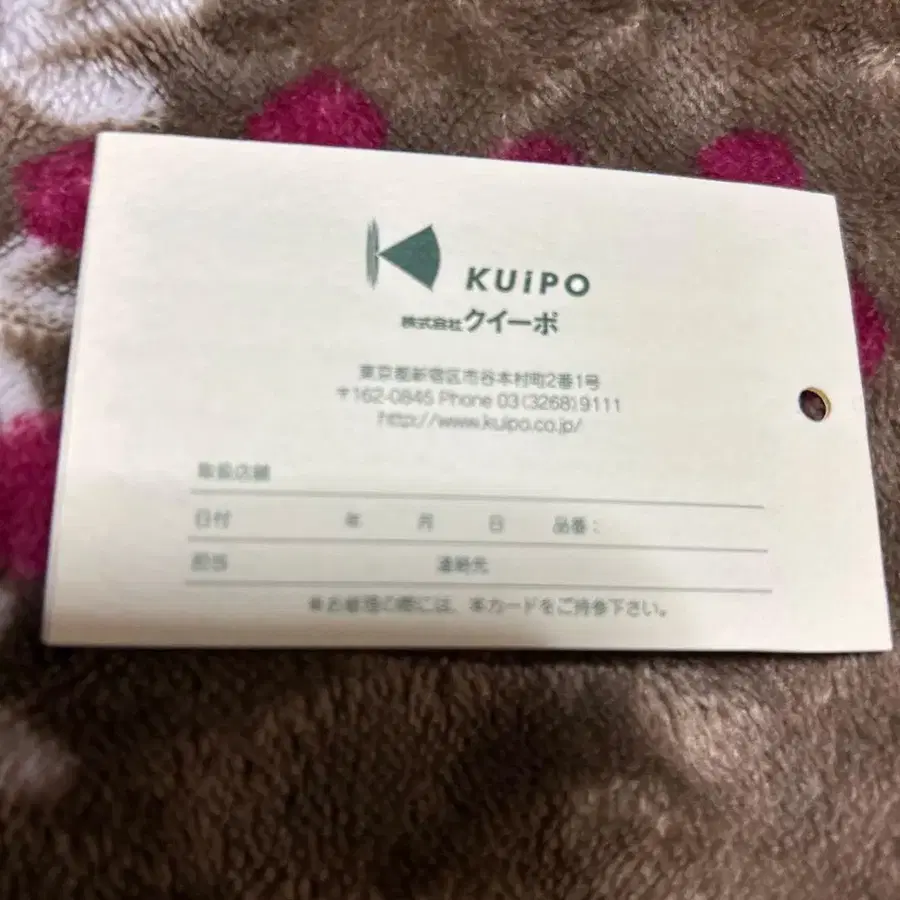 KUiPO
株式会社クイーポ
東京都新宿区市谷本村町2番1号
〒162-0845 Phone 03(3268)9111
http://www.kuipo.co.jp/
取扱店舗
日付 年 月 日 品番:
担当 連絡先
※お修理の際には、本カードをご持参下さい。